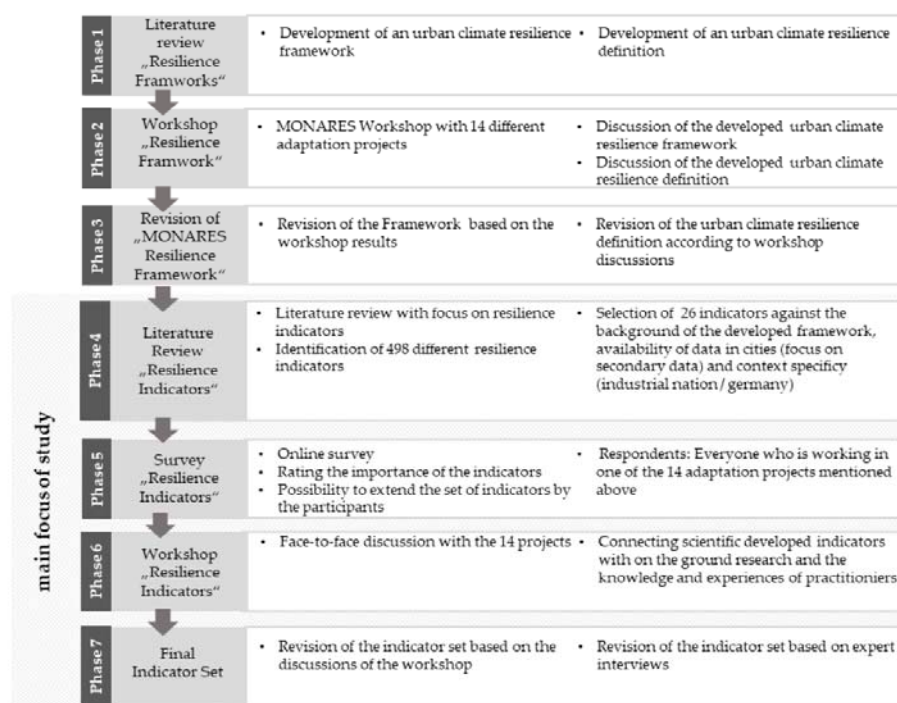 Phase 1
Literature
review
„Resilience
Framworks“
• Development of an urban climate resilience
framework
• Development of an urban climate resilience
definition
Phase 2
Workshop
„Resilience
Framwork“
• MONARES Workshop with 14 different
adaptation projects
• Discussion of the developed urban climate
resilience framework
• Discussion of the developed urban climate
resilience definition
Phase 3
Revision of
„MONARES
Resilience
Framework“
• Revision of the Framework based on the
workshop results
• Revision of the urban climate resilience
definition according to workshop
discussions
main focus of study
Phase 4
Literature
Review
„Resilience
Indicators“
• Literature review with focus on resilience
indicators
• Identification of 498 different resilience
indicators
• Selection of 26 indicators against the
background of the developed framework,
availability of data in cities (focus on
secondary data) and context specificy
(industrial nation / germany)
Phase 5
Survey
„Resilience
Indicators“
• Online survey
• Rating the importance of the indicators
• Possibility to extend the set of indicators by
the participants
• Respondents: Everyone who is working in
one of the 14 adaptation projects mentioned
above
Phase 6
Workshop
„Resilience
Indicators“
• Face-to-face discussion with the 14 projects
• Connecting scientific developed indicators
with on the ground research and the
knowledge and experiences of practitioniers
Phase 7
Final
Indicator Set
• Revision of the indicator set based on the
discussions of the workshop
• Revision of the indicator set based on expert
interviews